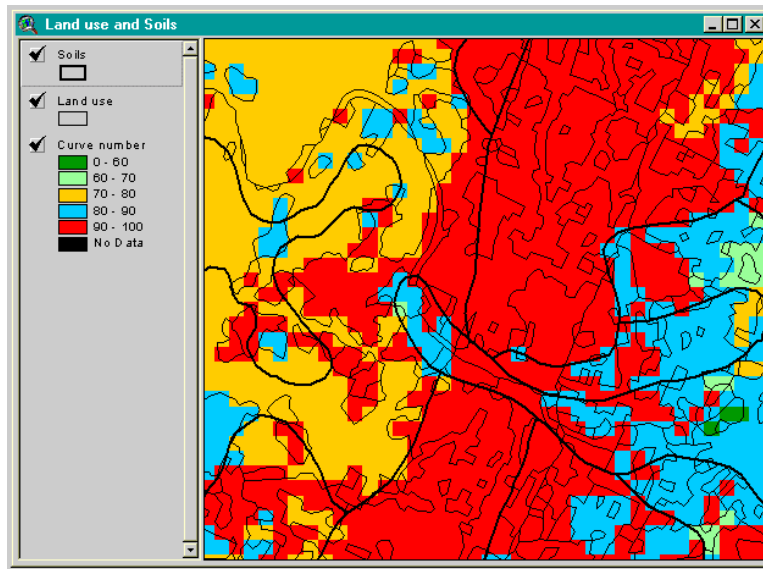 Land use and Soils
Soils
Land use
Curve number
0 - 60
60 - 70
70 - 80
80 - 90
90 - 100
No Data